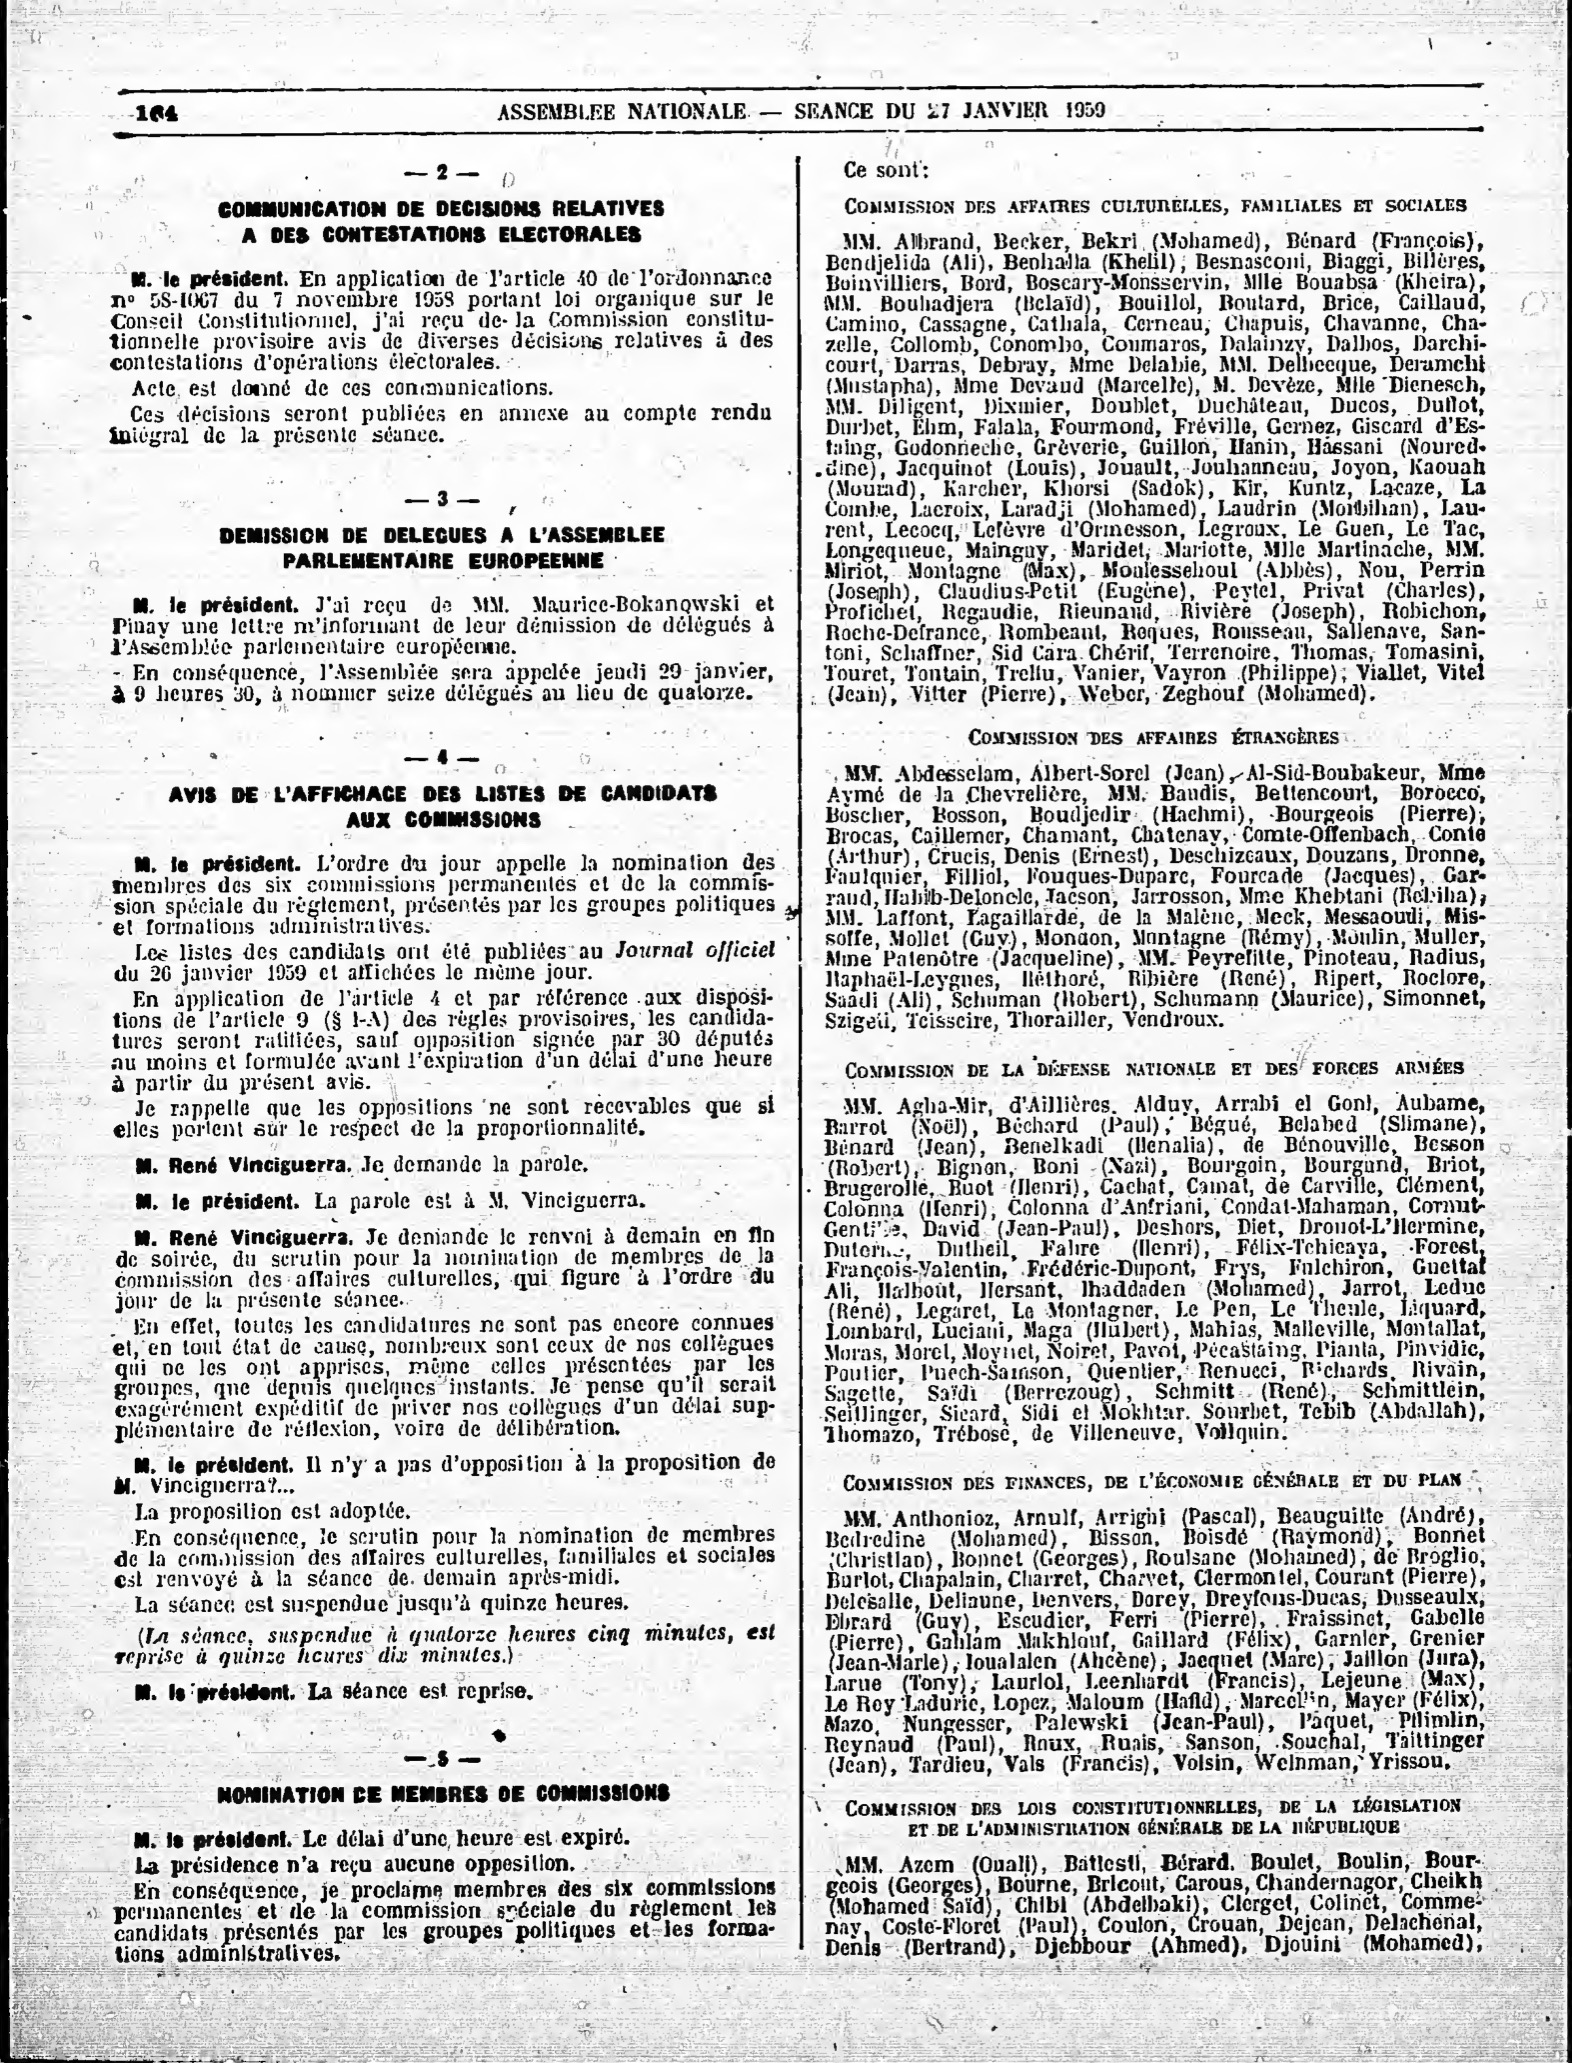 164
ASSEMBLEE NATIONALE — SEANCE DU 27 JANVIER 1959
— 2 —
COMMUNICATION DE DECISIONS RELATIVES
A DES CONTESTATIONS ELECTORALES
M. le président. En application de l'article 40 de l'ordonnance
n° 58-1067 du 7 novembre 1958 portant loi organique sur le
Conseil Constitutionnel, j'ai reçu de la Commission constitu-
tionnelle provisoire avis de diverses décisions relatives à des
contestations d'opérations électorales.
Acte est donné de ces communications.
Ces décisions seront publiées en annexe au compte rendu
intégral de la présente séance.
— 3 —
DEMISSION DE DELEGUES A L'ASSEMBLEE
PARLEMENTAIRE EUROPEENNE
M. le président. J'ai reçu de MM. Maurice-Bokanowski et
Pinay une lettre m'informant de leur démission de délégués à
l'Assemblée parlementaire européenne.
En conséquence, l'Assemblée sera appelée jeudi 29 janvier,
à 9 heures 30, à nommer seize délégués au lieu de quatorze.
— 4 —
AVIS DE L'AFFICHAGE DES LISTES DE CANDIDATS
AUX COMMISSIONS
M. le président. L'ordre du jour appelle la nomination des
membres des six commissions permanentes et de la commis-
sion spéciale du règlement, présentés par les groupes politiques
et formations administratives.
Les listes des candidats ont été publiées au Journal officiel
du 26 janvier 1959 et affichées le même jour.
En application de l'article 4 et par référence aux disposi-
tions de l'article 9 (§ 1-A) des règles provisoires, les candida-
tures seront ratifiées, sauf opposition signée par 30 députés
au moins et formulée avant l'expiration d'un délai d'une heure
à partir du présent avis.
Je rappelle que les oppositions ne sont recevables que si
elles portent sur le respect de la proportionnalité.
M. René Vinciguerra. Je demande la parole.
M. le président. La parole est à M. Vinciguerra.
M. René Vinciguerra. Je demande le renvoi à demain en fin
de soirée, du scrutin pour la nomination de membres de la
commission des affaires culturelles, qui figure à l'ordre du
jour de la présente séance.
En effet, toutes les candidatures ne sont pas encore connues
et, en tout état de cause, nombreux sont ceux de nos collègues
qui ne les ont apprises, même celles présentées par les
groupes, que depuis quelques instants. Je pense qu'il serait
exagérément expéditif de priver nos collègues d'un délai sup-
plémentaire de réflexion, voire de délibération.
M. le président. Il n'y a pas d'opposition à la proposition de
M. Vinciguerra?...
La proposition est adoptée.
En conséquence, le scrutin pour la nomination de membres
de la commission des affaires culturelles, familiales et sociales
est renvoyé à la séance de demain après-midi.
La séance est suspendue jusqu'à quinze heures.
(La séance, suspendue à quatorze heures cinq minutes, est
reprise à quinze heures dix minutes.)
M. le président. La séance est reprise.
— 5 —
NOMINATION DE MEMBRES DE COMMISSIONS
M. le président. Le délai d'une heure est expiré.
La présidence n'a reçu aucune opposition.
En conséquence, je proclame membres des six commissions
permanentes et de la commission spéciale du règlement les
candidats présentés par les groupes politiques et les forma-
tions administratives.
Ce sont:
COMMISSION DES AFFAIRES CULTURELLES, FAMILIALES ET SOCIALES
MM. Albrand, Becker, Bekri (Mohamed), Bénard (François),
Bendjelida (Ali), Benhalla (Khelil), Besnasconi, Biaggi, Billères,
Boinvilliers, Bord, Boscary-Monsservin, Mlle Bouabsa (Kheira),
MM. Bouhadjera (Belaïd), Bouillol, Boutard, Brice, Caillaud,
Camino, Cassagne, Cathala, Cerneau, Chapuis, Chavanne, Cha-
zelle, Collomb, Conombo, Coumaros, Dalainzy, Dalbos, Darchi-
court, Darras, Debray, Mme Delabie, MM. Delbecque, Deramchi
(Mustapha), Mme Devaud (Marcelle), M. Devèze, Mlle Dienesch,
MM. Diligent, Dixmier, Doublet, Duchâteau, Ducos, Duflot,
Durbet, Ehm, Falala, Fourmond, Fréville, Gernez, Giscard d'Es-
taing, Godonneche, Grèverie, Guillon, Hanin, Hassani (Noured-
dine), Jacquinot (Louis), Jouault, Jouhanneau, Joyon, Kaouah
(Mourad), Karcher, Khorsi (Sadok), Kir, Kuntz, Lacaze, La
Combe, Lacroix, Laradji (Mohamed), Laudrin (Morbihan), Lau-
rent, Lecocq, Lefèvre d'Ormesson, Legroux, Le Guen, Le Tac,
Longequeue, Mainguy, Maridet, Mariotte, Mlle Martinache, MM.
Miriot, Montagne (Max), Moulessehoul (Abbès), Nou, Perrin
(Joseph), Claudius-Petit (Eugène), Peytel, Privat (Charles),
Profichet, Regaudie, Rieunaud, Rivière (Joseph), Robichon,
Roche-Defrance, Rombeaut, Roques, Rousseau, Sallenave, San-
toni, Schaffner, Sid Cara Chérif, Terrenoire, Thomas, Tomasini,
Touret, Tontain, Trellu, Vanier, Vayron (Philippe), Viallet, Vitel
(Jean), Vitter (Pierre), Weber, Zeghouf (Mohamed).
COMMISSION DES AFFAIRES ÉTRANGÈRES
MM. Abdesselam, Albert-Sorel (Jean), Al-Sid-Boubakeur, Mme
Aymé de la Chevrelière, MM. Baudis, Bettencourt, Borocco,
Boscher, Bosson, Boudjedir (Hachmi), Bourgeois (Pierre),
Brocas, Caillemer, Chamant, Chatenay, Comte-Offenbach, Conte
(Arthur), Crucis, Denis (Ernest), Deschizeaux, Douzans, Dronne,
Faulquier, Filliol, Fouques-Duparc, Fourcade (Jacques), Gar-
raud, Habib-Deloncle, Jacson, Jarrosson, Mme Khebtani (Rebiha),
MM. Laffont, Lagaillarde, de la Malène, Meck, Messaoudi, Mis-
soffe, Mollet (Guy), Mondon, Montagne (Rémy), Moulin, Muller,
Mme Patenôtre (Jacqueline), MM. Peyrefitte, Pinoteau, Radius,
Raphaël-Leygues, Réthoré, Ribière (René), Ripert, Roclore,
Saadi (Ali), Schuman (Robert), Schumann (Maurice), Simonnet,
Szigeti, Teisseire, Thorailler, Vendroux.
COMMISSION DE LA DÉFENSE NATIONALE ET DES FORCES ARMÉES
MM. Agha-Mir, d'Aillières, Alduy, Arrabi el Goni, Aubame,
Barrot (Noël), Béchard (Paul), Bégué, Belabed (Slimane),
Bénard (Jean), Benelkadi (Benalia), de Bénouville, Besson
(Robert), Bignon, Boni (Nazi), Bourgoin, Bourgund, Briot,
Brugerolle, Buot (Henri), Cachat, Camat, de Carville, Clément,
Colonna (Henri), Colonna d'Anfriani, Condat-Mahaman, Cornut-
Gentille, David (Jean-Paul), Deshors, Diet, Drouot-L'Hermine,
Duterne, Dutheil, Fabre (Henri), Félix-Tchicaya, Forest,
François-Valentin, Frédéric-Dupont, Frys, Fulchiron, Guettaf
Ali, Halbout, Hersant, Ihaddaden (Mohamed), Jarrot, Leduc
(René), Legaret, Le Montagner, Le Pen, Le Theule, Liquard,
Lombard, Luciani, Maga (Hubert), Mahias, Malleville, Montallat,
Moras, Morel, Moynet, Noiret, Pavot, Pécastaing, Pianta, Pinvidic,
Poutier, Puech-Samson, Quentier, Renucci, Richards, Rivain,
Sagette, Saïdi (Berrezoug), Schmitt (René), Schmittlein,
Seillinger, Sicard, Sidi el Mokhtar, Sourbet, Tebib (Abdallah),
Thomazo, Trébosc, de Villeneuve, Vollquin.
COMMISSION DES FINANCES, DE L'ÉCONOMIE GÉNÉRALE ET DU PLAN
MM. Anthonioz, Arnulf, Arrighi (Pascal), Beauguitte (André),
Bedredine (Mohamed), Bisson, Boisdé (Raymond), Bonnet
(Christian), Bonnet (Georges), Boulsane (Mohamed), de Broglio,
Burlot, Chapalain, Charret, Charvet, Clermontel, Courant (Pierre),
Delesalle, Deliaune, Denvers, Dorey, Dreyfous-Ducas, Dusseaulx,
Ebrard (Guy), Escudier, Ferri (Pierre), Fraissinet, Gabelle
(Pierre), Gahlam Makhlouf, Gaillard (Félix), Garnier, Grenier
(Jean-Marie), Ioualalen (Ahcène), Jacquet (Marc), Jaillon (Jura),
Larue (Tony), Lauriol, Leenhardt (Francis), Lejeune (Max),
Le Roy Ladurie, Lopez, Maloum (Hafid), Marcellin, Mayer (Félix),
Mazo, Nungesser, Palewski (Jean-Paul), Paquet, Pflimlin,
Reynaud (Paul), Roux, Ruais, Sanson, Souchal, Taittinger
(Jean), Tardieu, Vals (Francis), Voisin, Weinman, Yrissou.
COMMISSION DES LOIS CONSTITUTIONNELLES, DE LA LÉGISLATION
ET DE L'ADMINISTRATION GÉNÉRALE DE LA RÉPUBLIQUE
MM. Azem (Ouali), Battesti, Bérard, Boulet, Boulin, Bour-
geois (Georges), Bourne, Bricout, Carous, Chandernagor, Cheikh
(Mohamed Saïd), Chibi (Abdelbaki), Clerget, Colinet, Comme-
nay, Coste-Floret (Paul), Coulon, Crouan, Dejean, Delachenal,
Denis (Bertrand), Djebbour (Ahmed), Djouini (Mohamed),